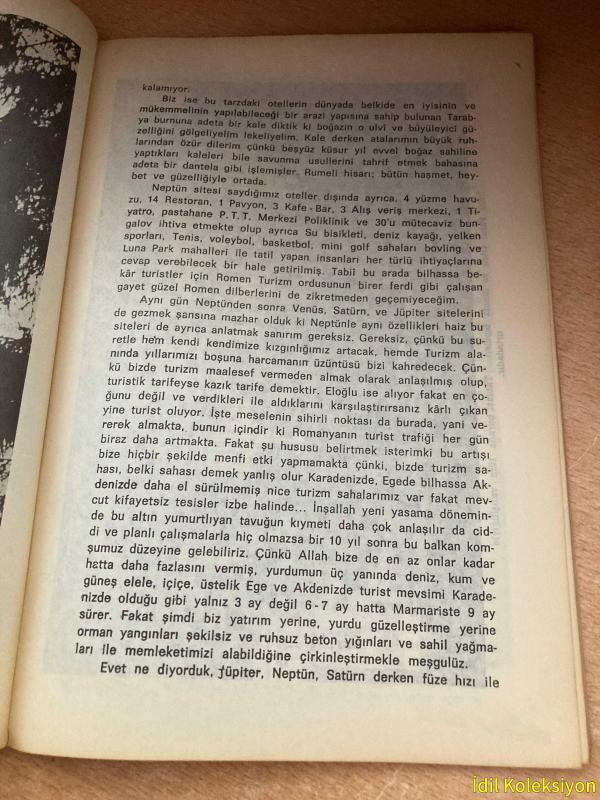 kalamıyor.
Biz ise bu tarzdaki otellerin dünyada belkide en iyisinin ve
mükemmelinin yapılabileceği bir arazi yapısına sahip bulunan Tarab-
ya burnuna adeta bir kale diktik ki boğazın o ulvi ve büyüleyici gü-
zelliğini gölgeliyelim lekeliyelim. Kale derken atalarımın büyük ruh-
larından özür dilerim çünkü beşyüz küsur yıl evvel boğaz sahiline
yaptıkları kaleleri bile savunma usullerini tahrif etmek bahasına
adeta bir dantela gibi işlemişler. Rumeli hisarı; bütün haşmet, hey-
bet ve güzelliğiyle ortada.
Neptün sitesi saydığımız oteller dışında ayrıca, 4 yüzme havu-
zu, 14 Restoran, 1 Pavyon, 3 Kafe - Bar, 3 Alış veriş merkezi, 1 Ti-
yatro, pastahane P.T.T. Merkezi Poliklinik ve 30'u mütecaviz bun-
galov ihtiva etmekte olup ayrıca Su bisikleti, deniz kayağı, yelken
sporları, Tenis, voleybol, basketbol, mini golf sahaları bovling ve
Luna Park mahalleri ile tatil yapan insanları her türlü ihtiyaçlarına
cevap verebilecek bir hale getirilmiş. Tabiî bu arada bilhassa be-
kâr turistler için Romen Turizm ordusunun birer ferdi gibi çalışan
gayet güzel Romen dilberlerini de zikretmeden geçemiyeceğim.
Aynı gün Neptünden sonra Venüs, Satürn, ve Jüpiter sitelerini
de gezmek şansına mazhar olduk ki Neptünle aynı özellikleri haiz bu
siteleri de ayrıca anlatmak sanırım gereksiz. Gereksiz, çünkü bu su-
retle hem kendi kendimize kızgınlığımız artacak, hemde Turizm ala-
nında yıllarımızı boşuna harcamanın üzüntüsü bizi kahredecek. Çün-
kü bizde turizm maalesef vermeden almak olarak anlaşılmış olup,
turistik tarifeyse kazık tarife demektir. Eloğlu ise alıyor fakat en ço-
ğunu değil ve verdikleri ile aldıklarını karşılaştırırsanız kârlı çıkan
yine turist oluyor. İşte meselenin sihirli noktası da burada, yani ve-
rerek almakta, bunun içindir ki Romanyanın turist trafiği her gün
biraz daha artmakta. Fakat şu hususu belirtmek isterimki bu artışı
bize hiçbir şekilde menfi etki yapmamakta çünki, bizde turizm sa-
hası, belki sahası demek yanlış olur Karadenizde, Egede bilhassa Ak-
denizde daha el sürülmemiş nice turizm sahalarımız var fakat mev-
cut kifayetsiz tesisler izbe halinde... İnşallah yeni yasama dönemin-
de bu altın yumurtlıyan tavuğun kıymeti daha çok anlaşılır da cid-
di ve planlı çalışmalarla hiç olmazsa bir 10 yıl sonra bu balkan kom-
şumuz düzeyine gelebiliriz. Çünkü Allah bize de en az onlar kadar
hatta daha fazlasını vermiş, yurdumun üç yanında deniz, kum ve
güneş elele, içiçe, üstelik Ege ve Akdenizde turist mevsimi Karade-
nizde olduğu gibi yalnız 3 ay değil 6 - 7 ay hatta Marmariste 9 ay
sürer. Fakat şimdi biz yatırım yerine, yurdu güzelleştirme yerine
orman yangınları şekilsiz ve ruhsuz beton yığınları ve sahil yağma-
ları ile memleketimizi alabildiğine çirkinleştirmekle meşgulüz.
Evet ne diyorduk, jüpiter, Neptün, Satürn derken füze hızı ile
İdil Koleksiyon